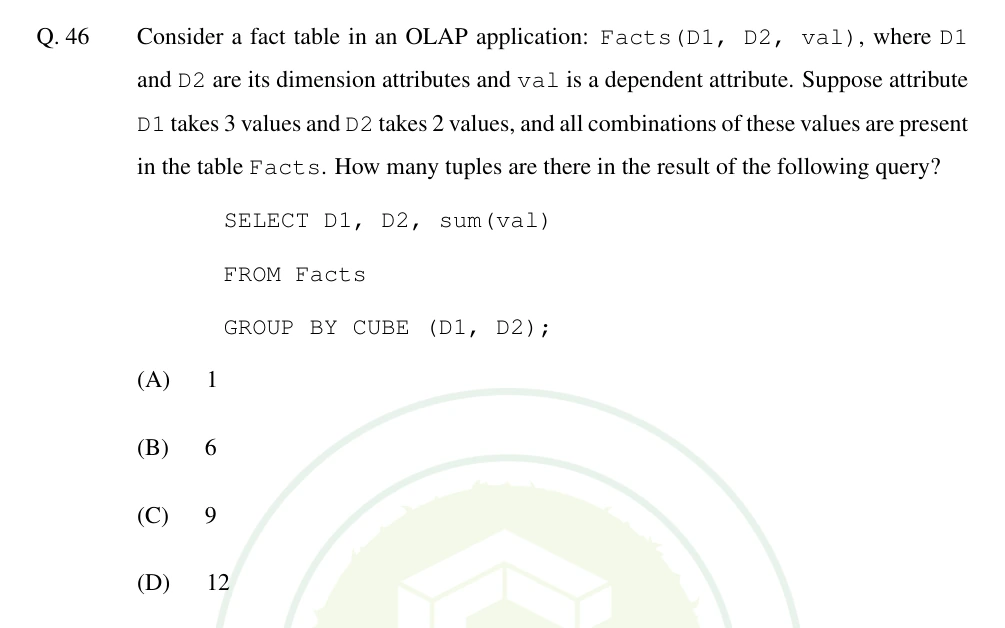 Q. 46 Consider a fact table in an OLAP application: Facts(D1, D2, val), where D1
and D2 are its dimension attributes and val is a dependent attribute. Suppose attribute
D1 takes 3 values and D2 takes 2 values, and all combinations of these values are present
in the table Facts. How many tuples are there in the result of the following query?
SELECT D1, D2, sum(val)
FROM Facts
GROUP BY CUBE (D1, D2);
(A) 1
(B) 6
(C) 9
(D) 12